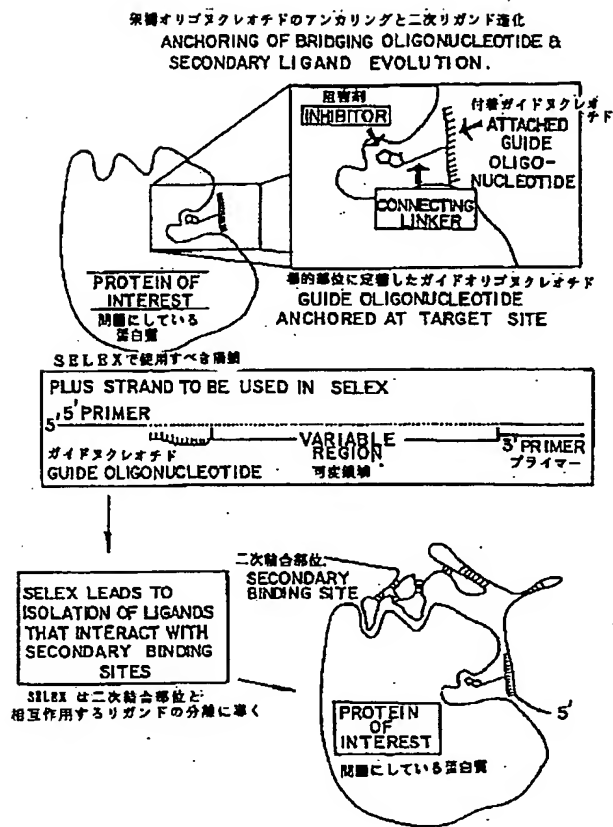 架橋オリゴヌクレオチドのアンカリングと二次リガンド進化
ANCHORING OF BRIDGING OLIGONUCLEOTIDE &
SECONDARY LIGAND EVOLUTION.
阻害剤
INHIBITOR
付着ガイドヌクレオチド
ATTACHED
GUIDE
OLIGO-
NUCLEOTIDE
CONNECTING
LINKER
PROTEIN OF
INTEREST
問題にしている
蛋白質
標的部位に定着したガイドオリゴヌクレオチド
GUIDE OLIGONUCLEOTIDE
ANCHORED AT TARGET SITE
SELEXで使用すべき陽鎖
PLUS STRAND TO BE USED IN SELEX
5' 5' PRIMER
VARIABLE
REGION
可変領域
3' PRIMER
プライマー
ガイドヌクレオチド
GUIDE OLIGONUCLEOTIDE
二次結合部位
SECONDARY
BINDING SITE
SELEX LEADS TO
ISOLATION OF LIGANDS
THAT INTERACT WITH
SECONDARY BINDING
SITES
SELEX は二次結合部位と
相互作用するリガンドの分離に導く
5'
PROTEIN
OF
INTEREST
問題にしている蛋白質